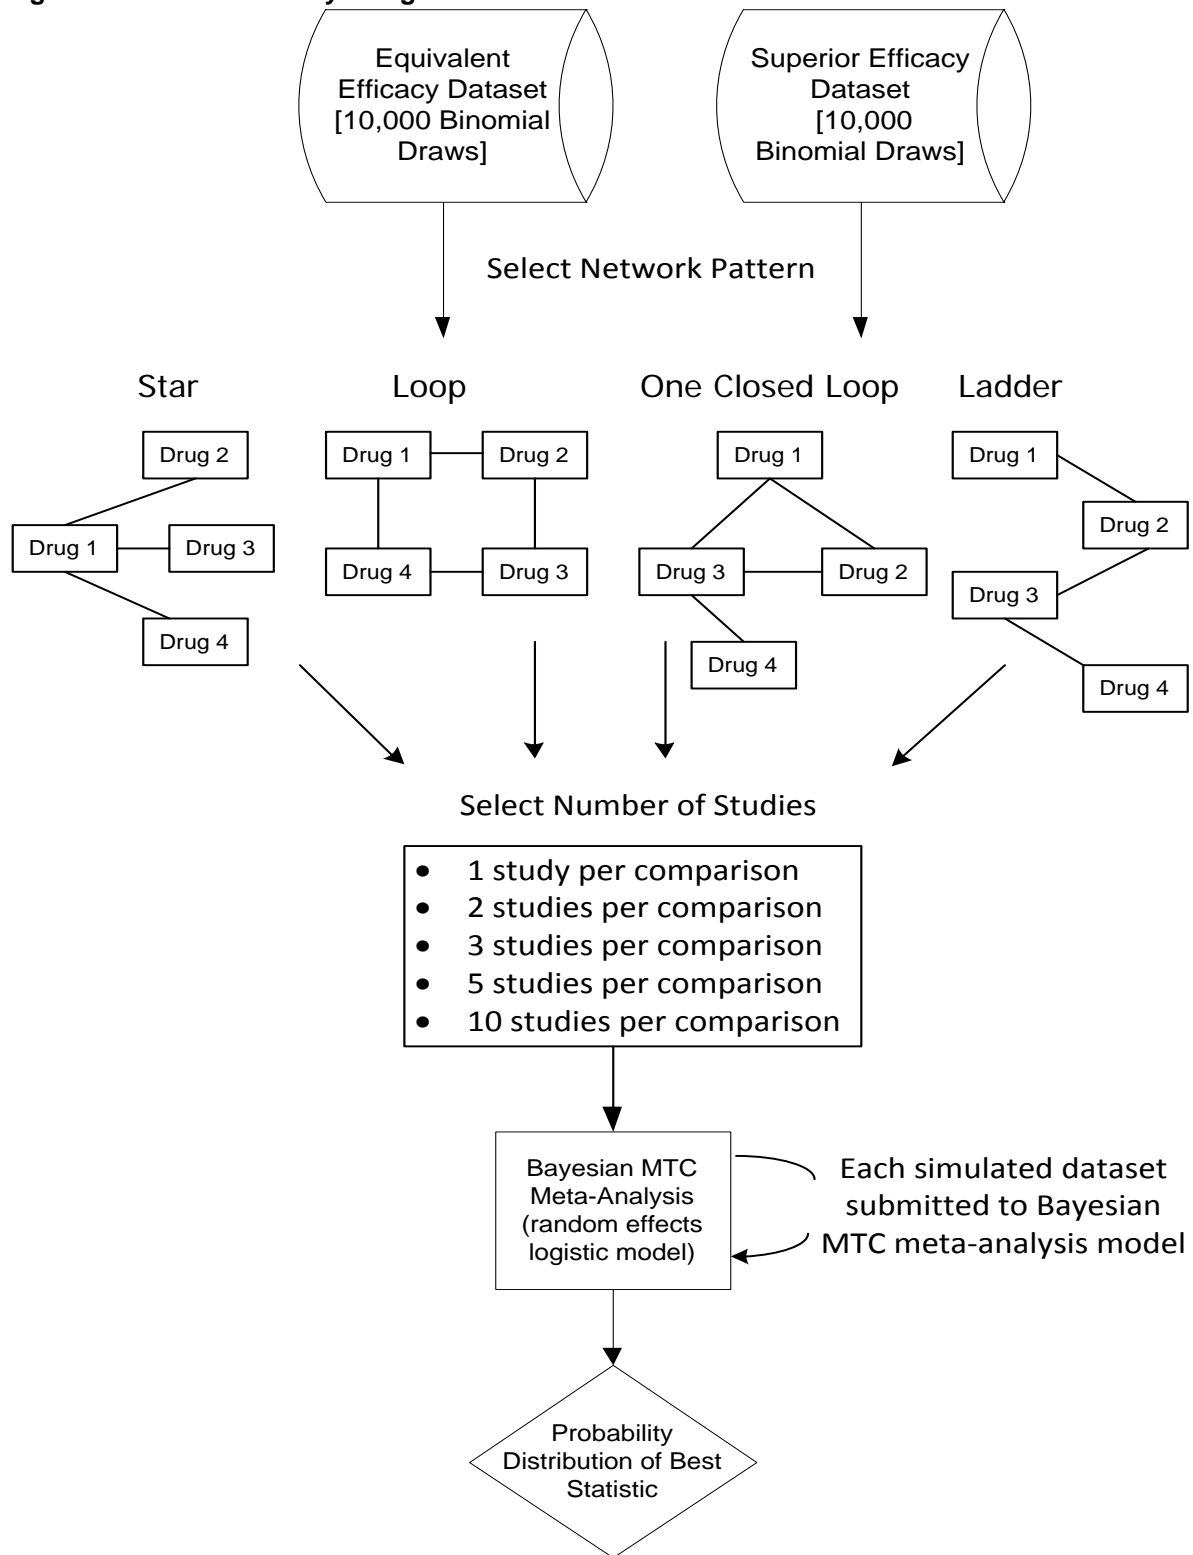 Equivalent
Efficacy Dataset
[10,000 Binomial
Draws]
Superior Efficacy
Dataset
[10,000
Binomial Draws]
Select Network Pattern
Star
Loop
One Closed Loop
Ladder
Drug 2
Drug 1
Drug 3
Drug 4
Drug 1
Drug 2
Drug 4
Drug 3
Drug 1
Drug 3
Drug 2
Drug 4
Drug 1
Drug 2
Drug 3
Drug 4
Select Number of Studies
• 1 study per comparison
• 2 studies per comparison
• 3 studies per comparison
• 5 studies per comparison
• 10 studies per comparison
Bayesian MTC
Meta-Analysis
(random effects
logistic model)
Each simulated dataset
submitted to Bayesian
MTC meta-analysis model
Probability
Distribution of Best
Statistic